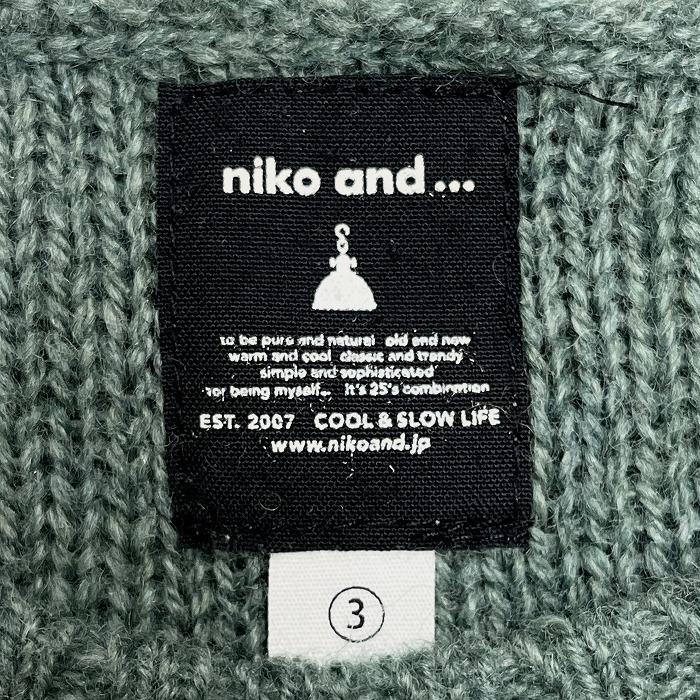 niko and...
to be pure and natural old and new
warm and cool classic and trendy
simple and sophisticated
for being myself... it's 25's combination
EST. 2007 COOL & SLOW LIFE
www.nikoand.jp
3